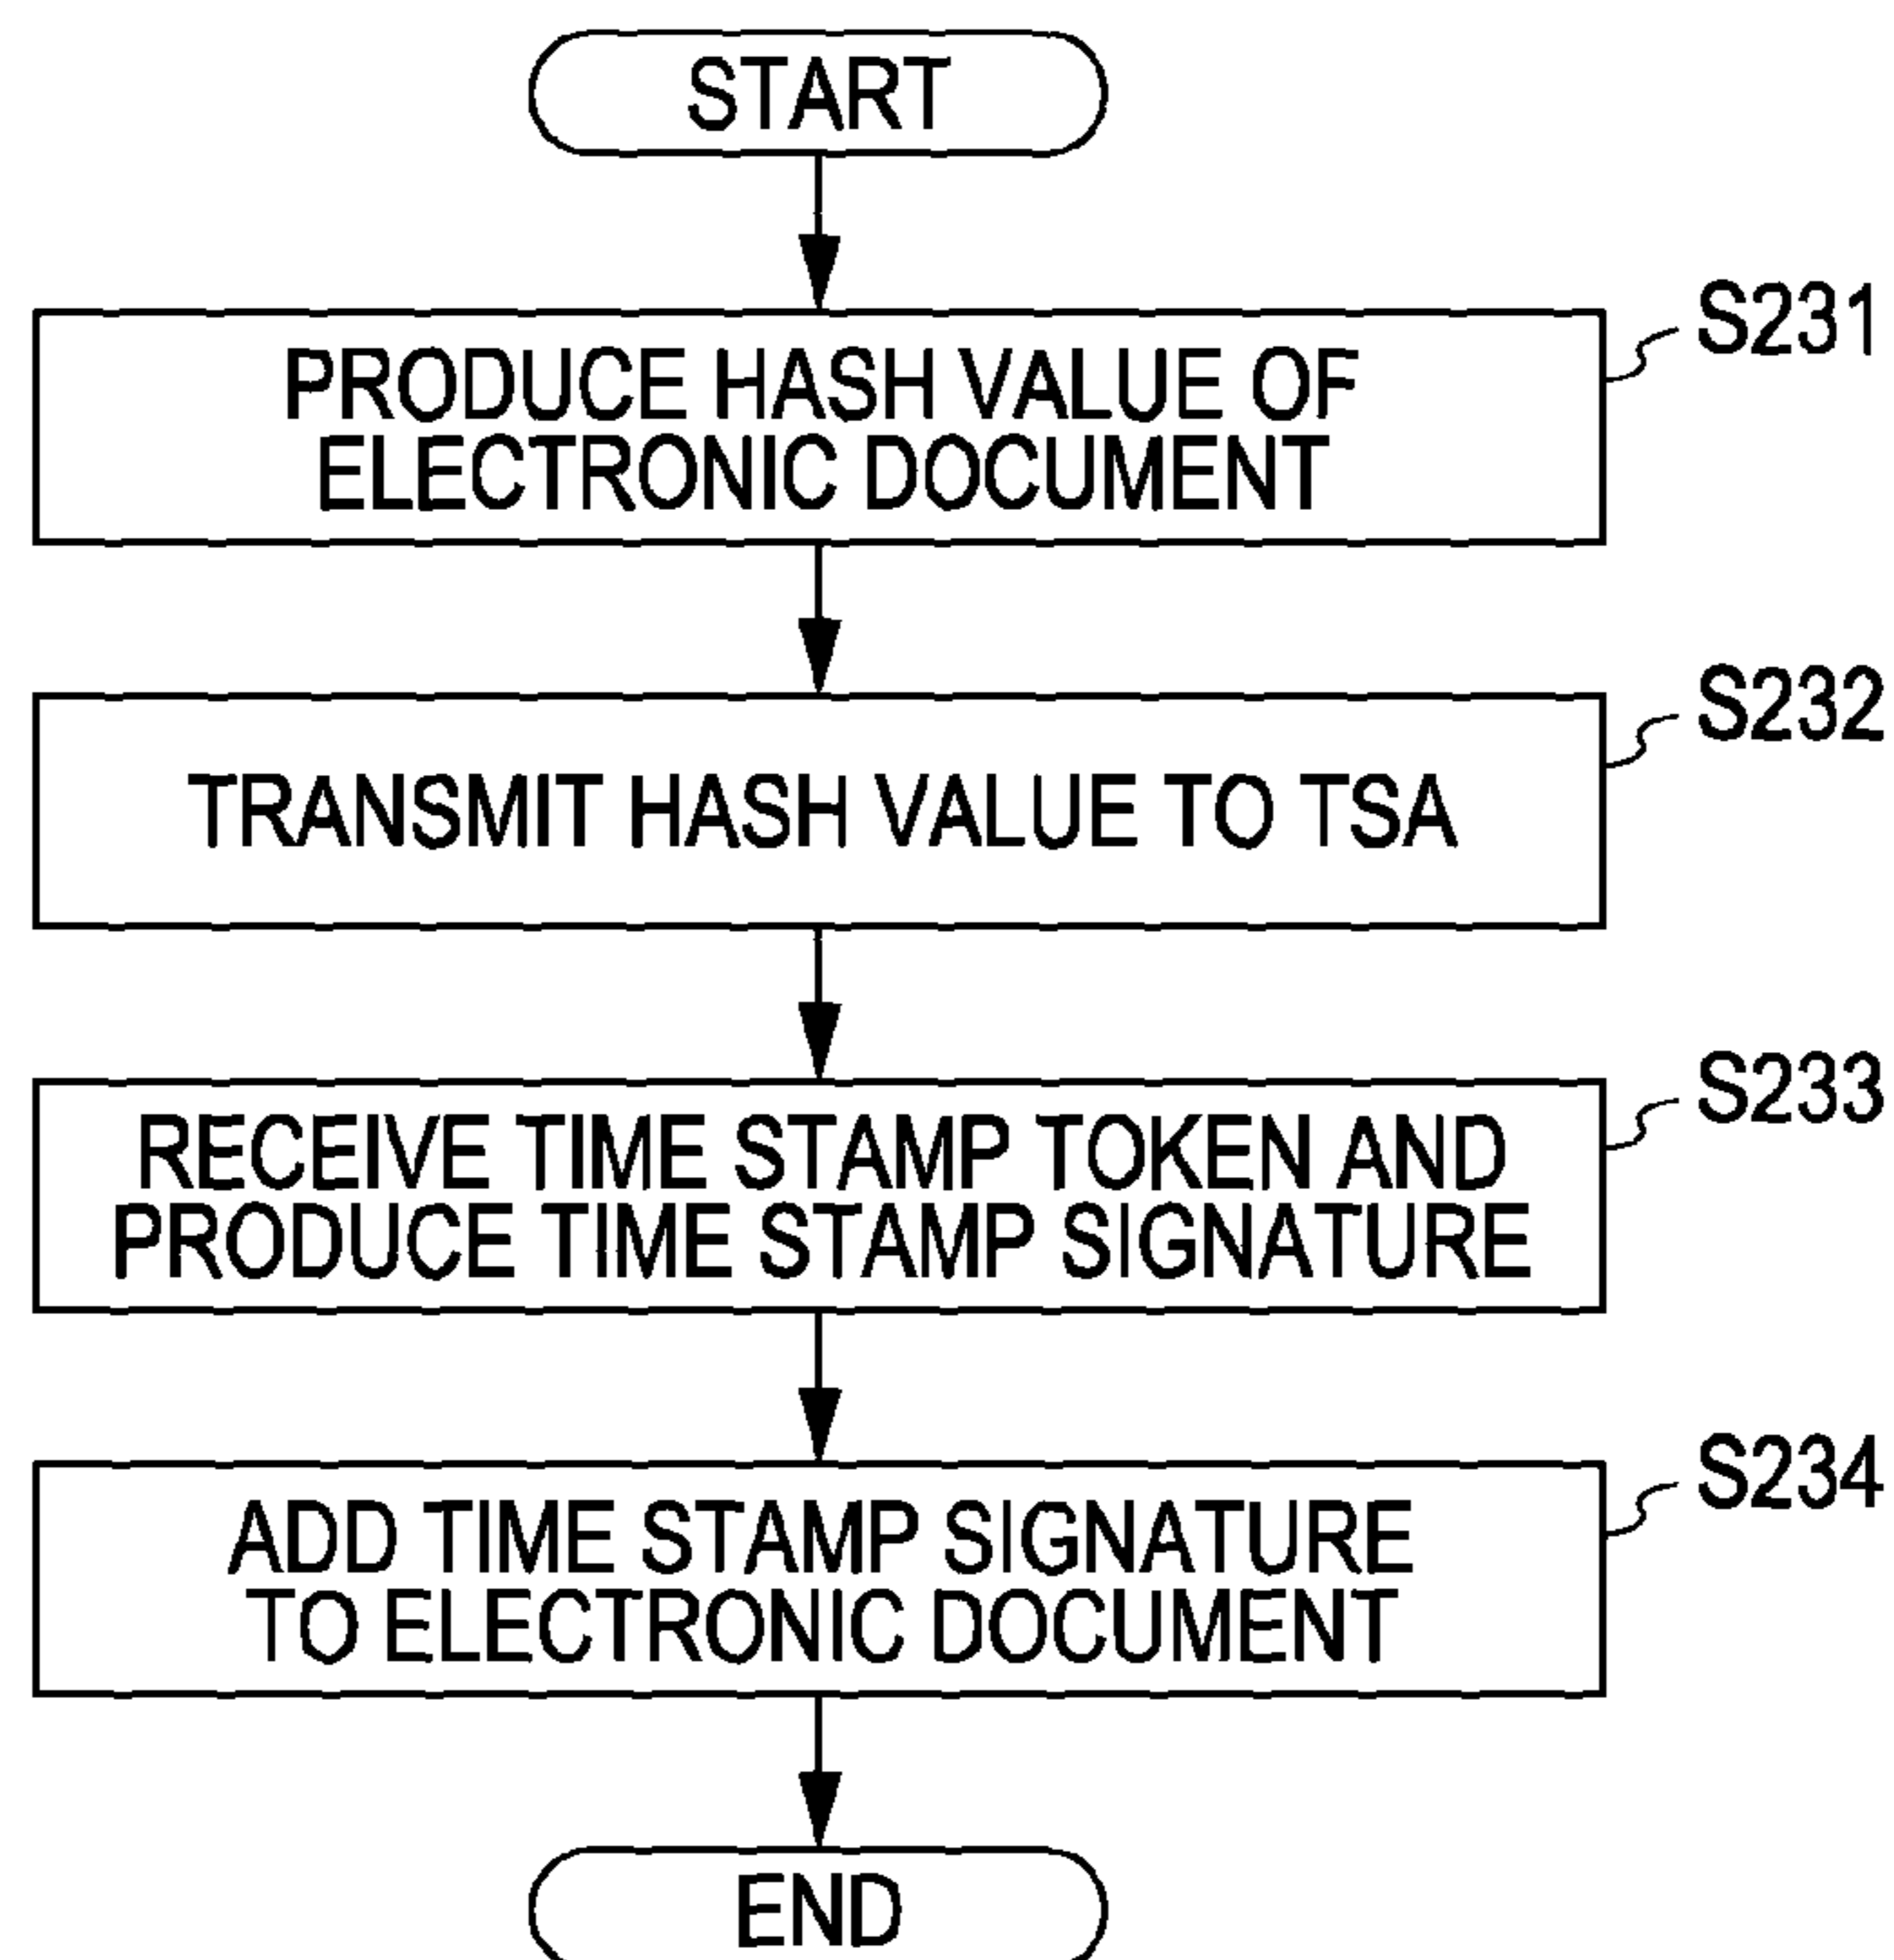 START
PRODUCE HASH VALUE OF
ELECTRONIC DOCUMENT
S231
TRANSMIT HASH VALUE TO TSA
S232
RECEIVE TIME STAMP TOKEN AND
PRODUCE TIME STAMP SIGNATURE
S233
ADD TIME STAMP SIGNATURE
TO ELECTRONIC DOCUMENT
S234
END